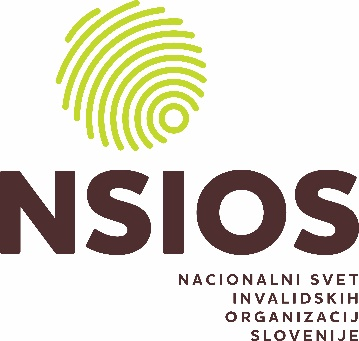 NSIOS
NACIONALNI SVET
INVALIDSKIH
ORGANIZACIJ
SLOVENIJE